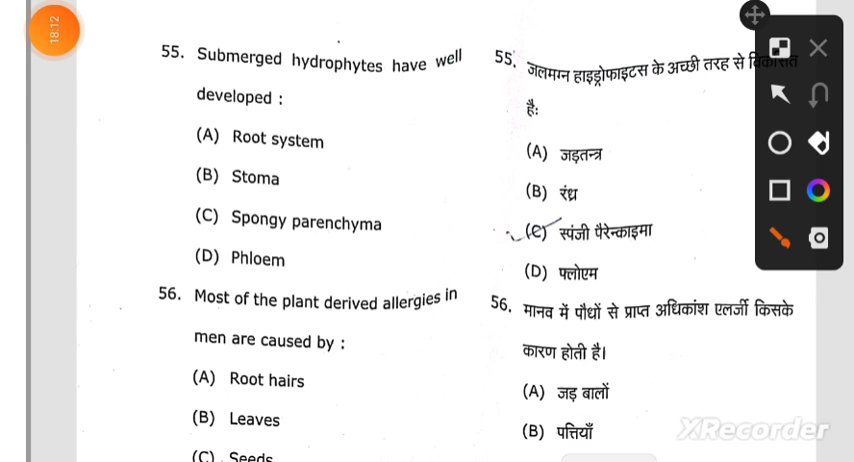 18:12
55. Submerged hydrophytes have well
developed :
(A) Root system
(B) Stoma
(C) Spongy parenchyma
(D) Phloem
56. Most of the plant derived allergies in
men are caused by :
(A) Root hairs
(B) Leaves
(C) Seeds
55. जलमग्न हाइड्रोफाइटस के अच्छी तरह से विकसित
है:
(A) जड़तन्त्र
(B) रंध्र
(C) स्पंजी पैरेन्काइमा
(D) फ्लोएम
56. मानव में पौधों से प्राप्त अधिकांश एलर्जी किसके
कारण होती है।
(A) जड़ बालों
(B) पत्तियाँ
XRecorder